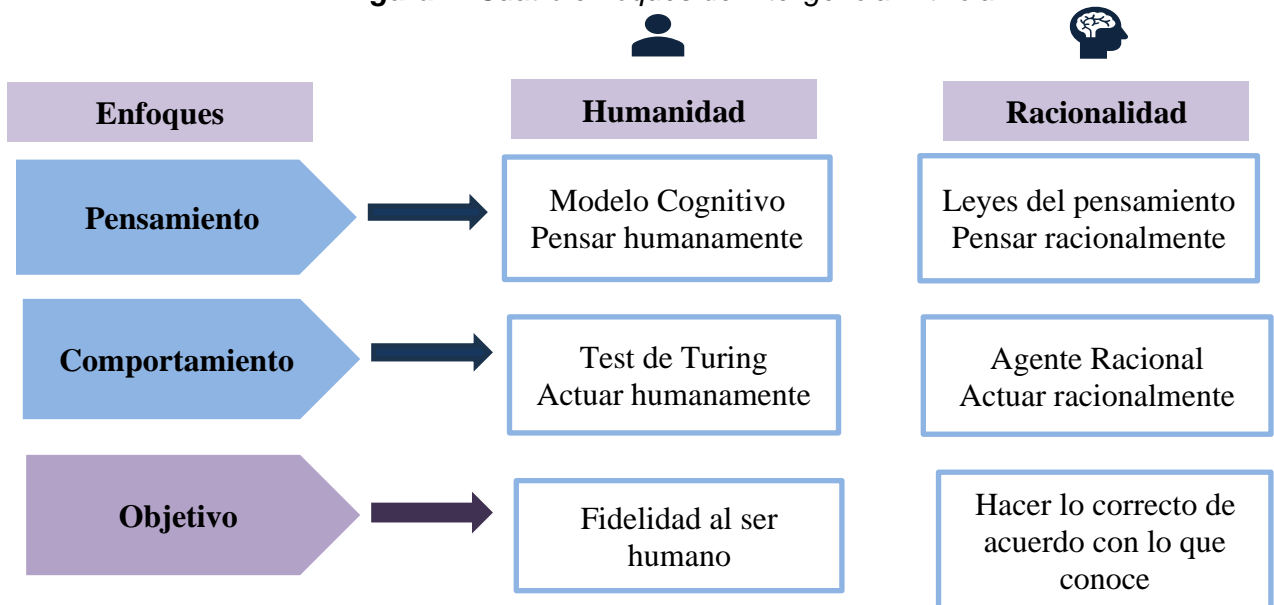 Enfoques
Humanidad
Racionalidad
Pensamiento
Modelo Cognitivo
Pensar humanamente
Leyes del pensamiento
Pensar racionalmente
Comportamiento
Test de Turing
Actuar humanamente
Agente Racional
Actuar racionalmente
Objetivo
Fidelidad al ser
humano
Hacer lo correcto de
acuerdo con lo que
conoce